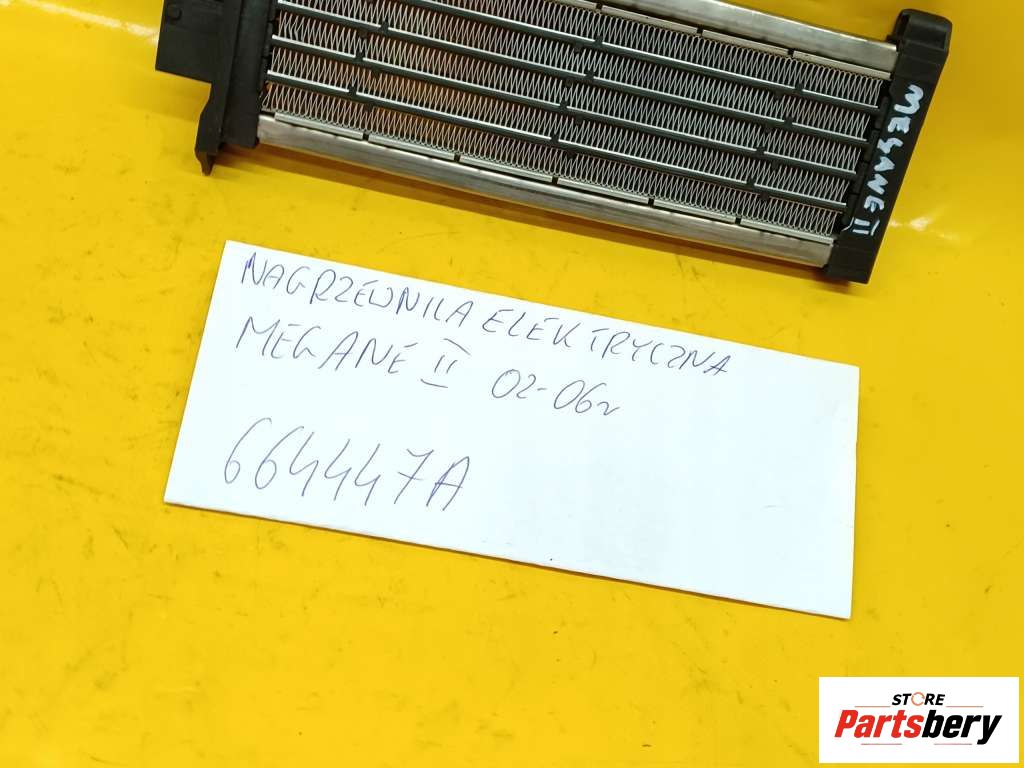 MEGANE II
NAGRZEWNICA ELEKTRYCZNA
MEGANE II 02-06r
664447A
STORE
Partsbery